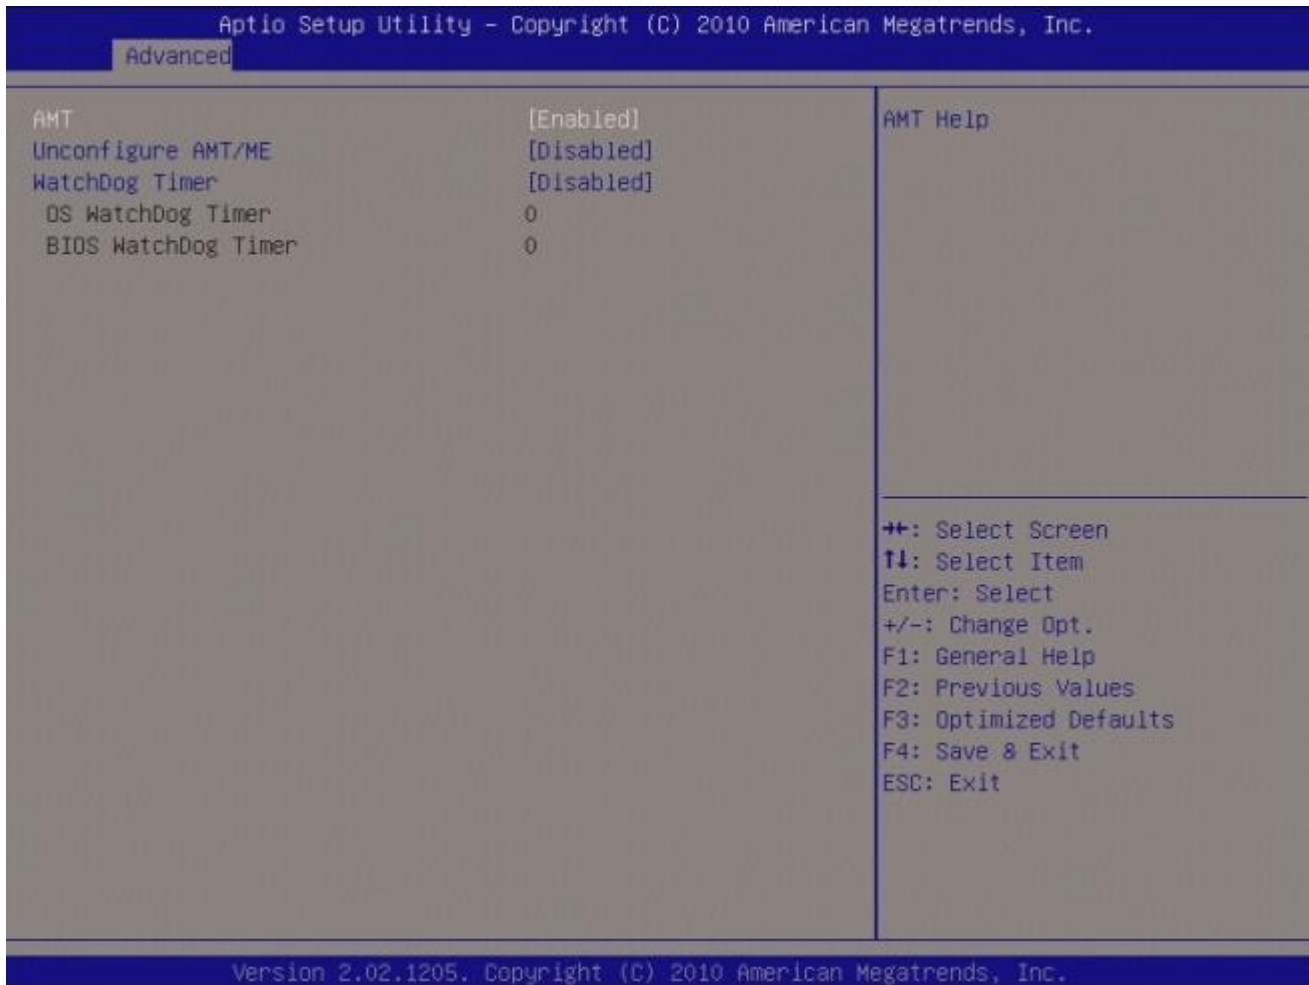 Aptio Setup Utility – Copyright (C) 2010 American Megatrends, Inc.
Advanced
AMT [Enabled]
Unconfigure AMT/ME [Disabled]
WatchDog Timer [Disabled]
OS WatchDog Timer 0
BIOS WatchDog Timer 0
AMT Help
→←: Select Screen
↑↓: Select Item
Enter: Select
+/-: Change Opt.
F1: General Help
F2: Previous Values
F3: Optimized Defaults
F4: Save & Exit
ESC: Exit
Version 2.02.1205. Copyright (C) 2010 American Megatrends, Inc.